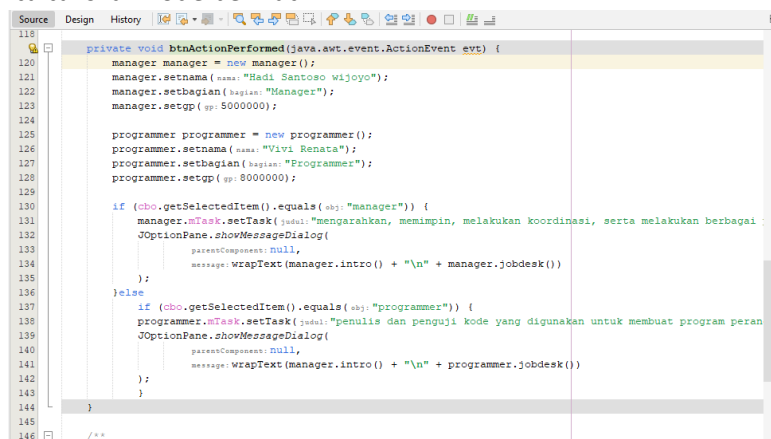 Source Design History
118
private void btnActionPerformed(java.awt.event.ActionEvent evt) {
120 manager manager = new manager();
121 manager.setnama( nama: "Hadi Santoso wijoyo");
122 manager.setbagian( bagian: "Manager");
123 manager.setgp( gp: 5000000);
124
125 programmer programmer = new programmer();
126 programmer.setnama( nama: "Vivi Renata");
127 programmer.setbagian( bagian: "Programmer");
128 programmer.setgp( gp: 8000000);
129
130 if (cbo.getSelectedItem().equals( obj: "manager")) {
131 manager.mTask.setTask( judul: "mengarahkan, memimpin, melakukan koordinasi, serta melakukan berbagai
132 JOptionPane.showMessageDialog(
133 parentComponent: null,
134 message: wrapText(manager.intro() + "\n" + manager.jobdesk())
135 );
136 }else
137 if (cbo.getSelectedItem().equals( obj: "programmer")) {
138 programmer.mTask.setTask( judul: "penulis dan penguji kode yang digunakan untuk membuat program peran
139 JOptionPane.showMessageDialog(
140 parentComponent: null,
141 message: wrapText(manager.intro() + "\n" + programmer.jobdesk())
142 );
143 }
144 }
145
146 /**